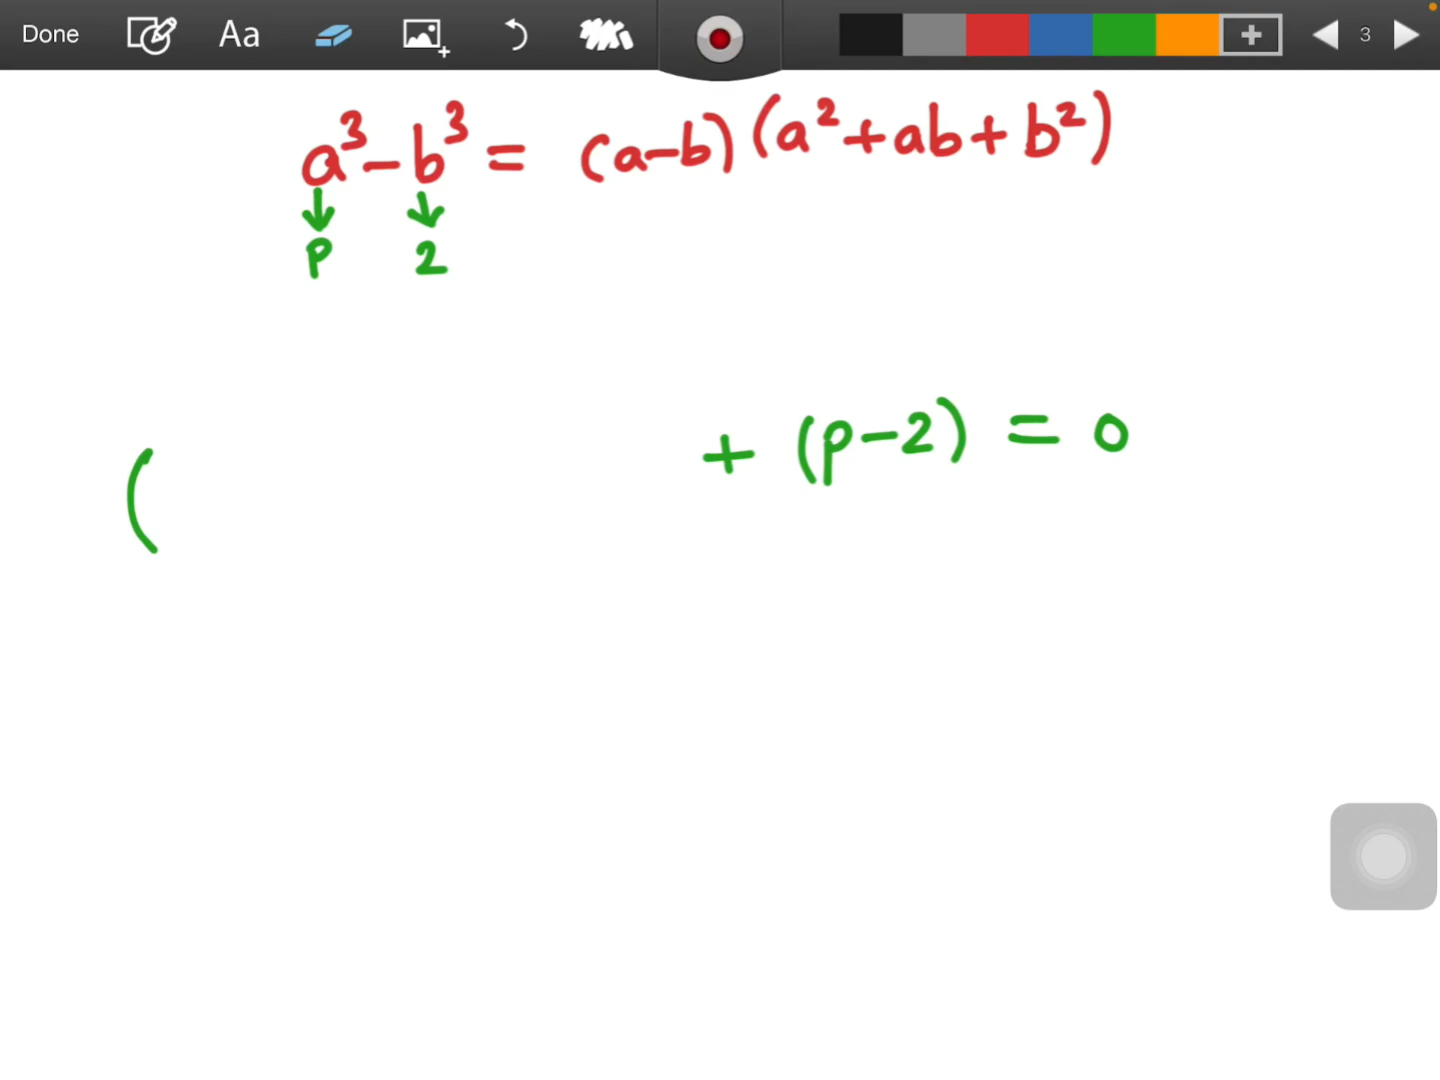 Done Aa 3
a³-b³ = (a-b)(a²+ab+b²)
P 2
+ (p-2) = 0
(